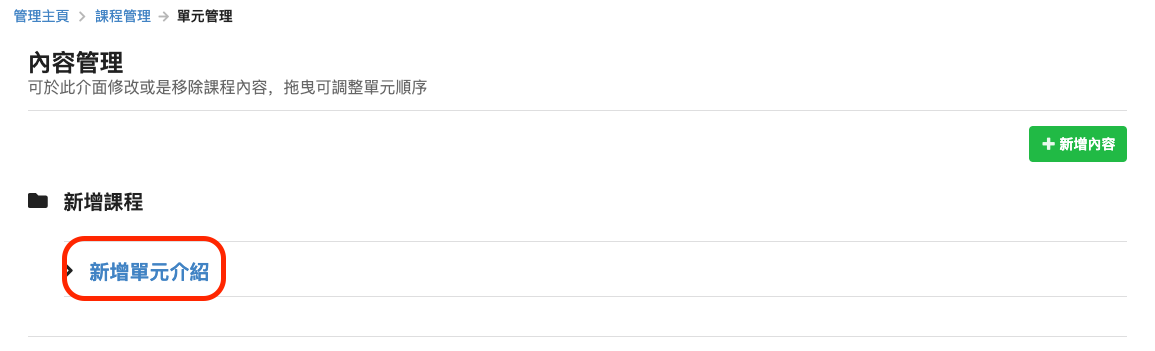 管理主頁 > 課程管理 → 單元管理
內容管理
可於此介面修改或是移除課程內容，拖曳可調整單元順序
+ 新增內容
新增課程
新增單元介紹